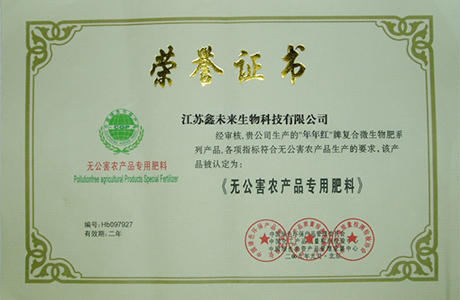 荣誉证书
江苏鑫未来生物科技有限公司
经审核,贵公司生产的"年年红"牌复合微生物肥系
列产品,各项指标符合无公害农产品生产的要求,该产
品被认定为:
《无公害农产品专用肥料》
无公害农产品专用肥料
Pollutionfree agricultural Products Special Fertilizer
编号:Hb097927
有效期:二年